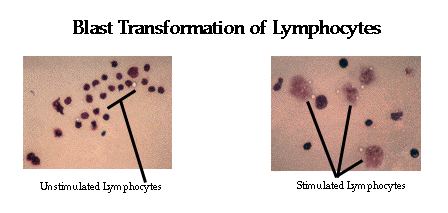 Blast Transformation of Lymphocytes
Unstimulated Lymphocytes
Stimulated Lymphocytes